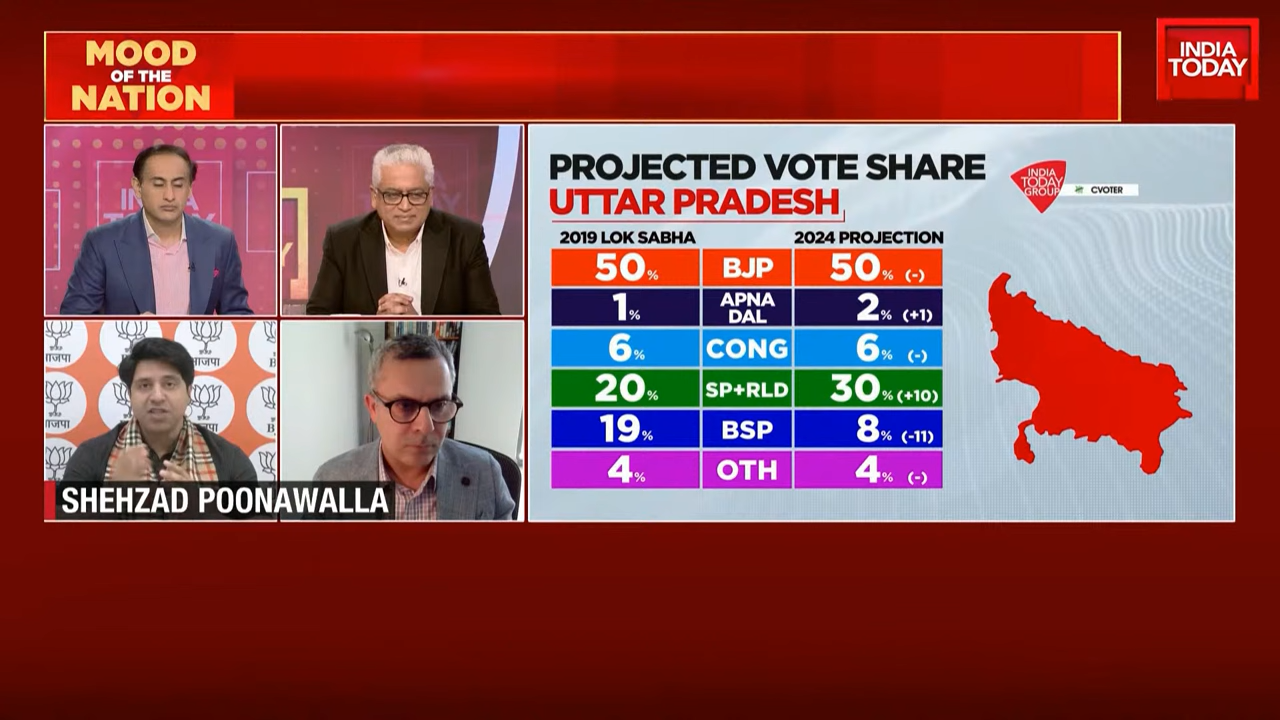 MOOD
OF THE
NATION
INDIA
TODAY
PROJECTED VOTE SHARE
UTTAR PRADESH
INDIA
TODAY
GROUP
CVOTER
2019 LOK SABHA
2024 PROJECTION
50% BJP 50% (-)
1% APNA DAL 2% (+1)
6% CONG 6% (-)
20% SP+RLD 30% (+10)
19% BSP 8% (-11)
4% OTH 4% (-)
भाजपा
SHEHZAD POONAWALLA